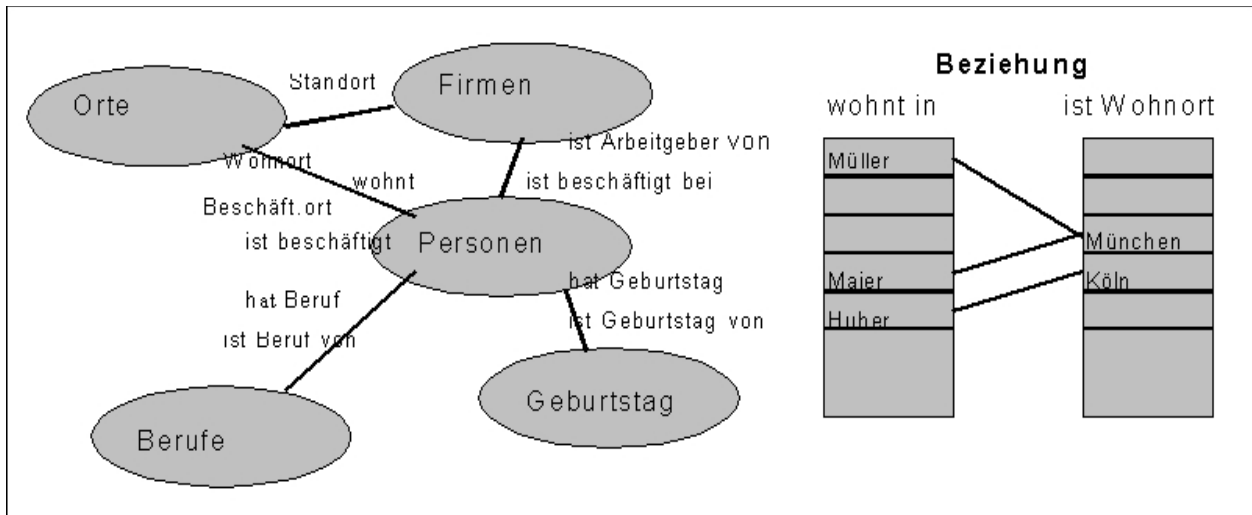 Standort
Orte
Firmen
ist Arbeitgeber von
Wohnort
wohnt
ist beschäftigt bei
Beschäft.ort
ist beschäftigt
Personen
hat Beruf
hat Geburtstag
ist Beruf von
ist Geburtstag von
Geburtstag
Berufe
Beziehung
wohnt in
ist Wohnort
Müller
München
Maier
Köln
Huher